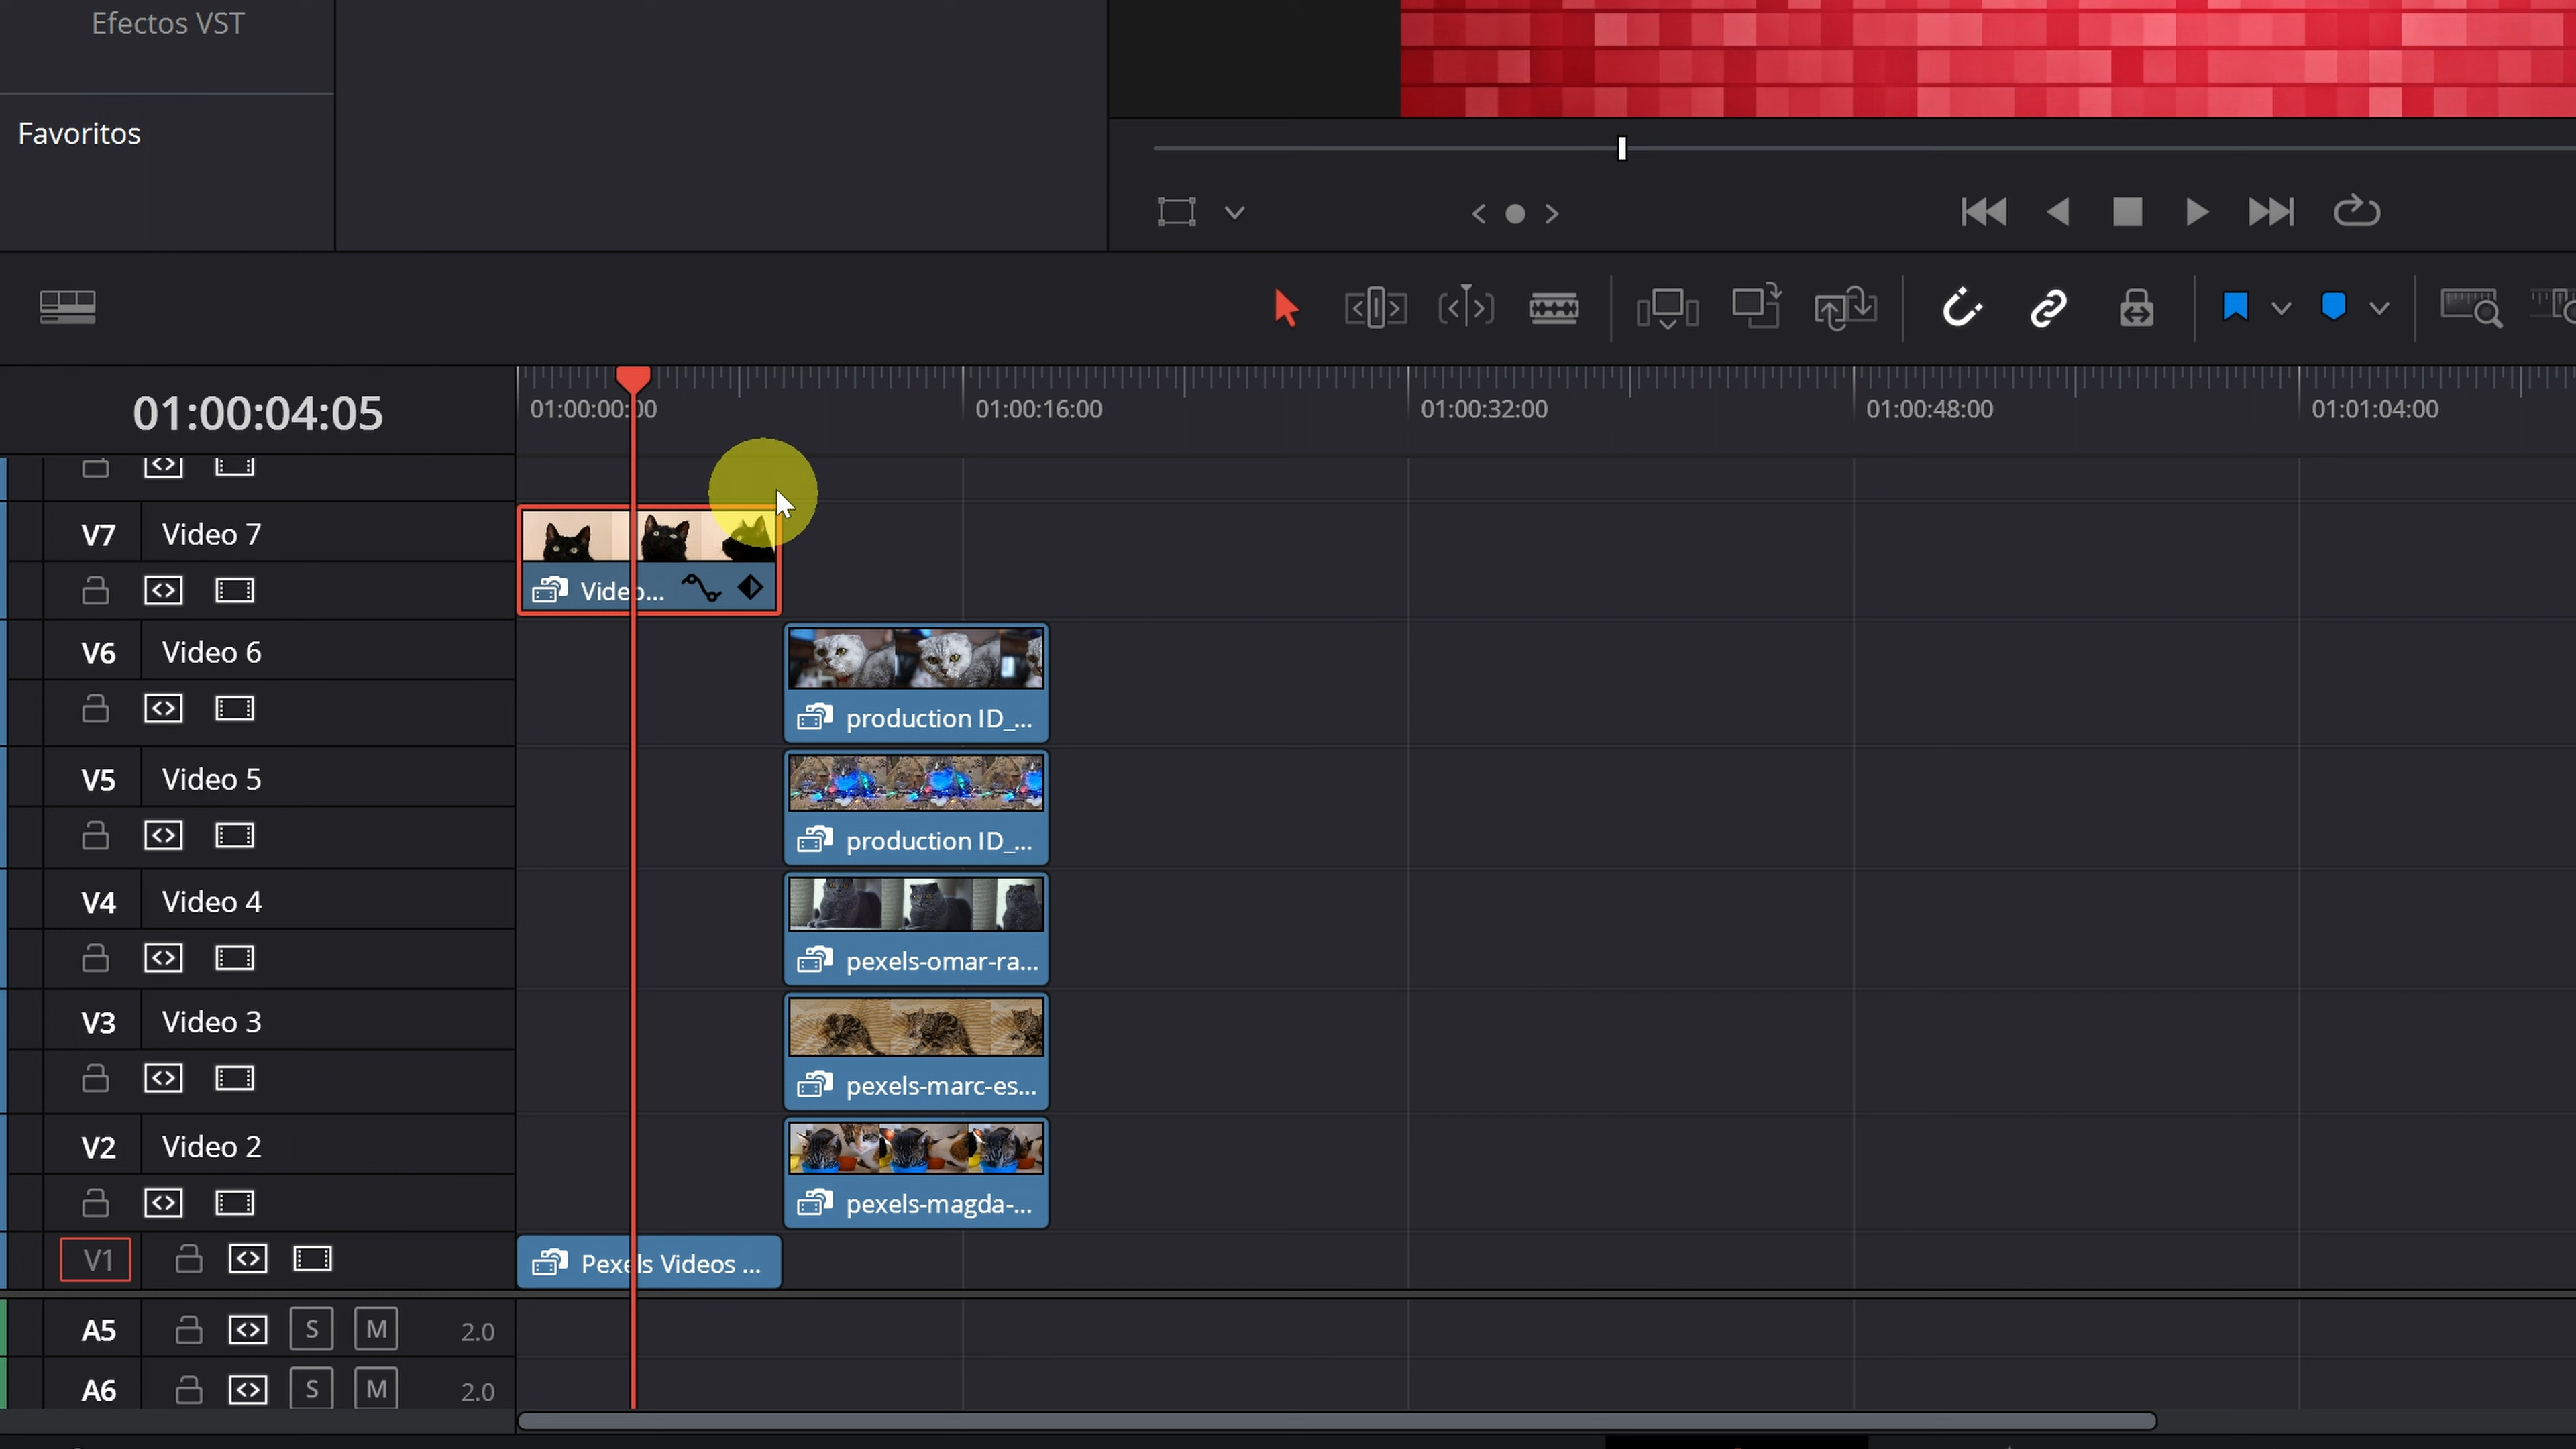 Efectos VST
Favoritos
01:00:04:05
01:00:00:00
01:00:16:00
01:00:32:00
01:00:48:00
01:01:04:00
V7 Video 7
Video...
V6 Video 6
production ID_...
V5 Video 5
production ID_...
V4 Video 4
pexels-omar-ra...
V3 Video 3
pexels-marc-es...
V2 Video 2
pexels-magda-...
V1
Pexels Videos ...
A5 S M 2.0
A6 S M 2.0